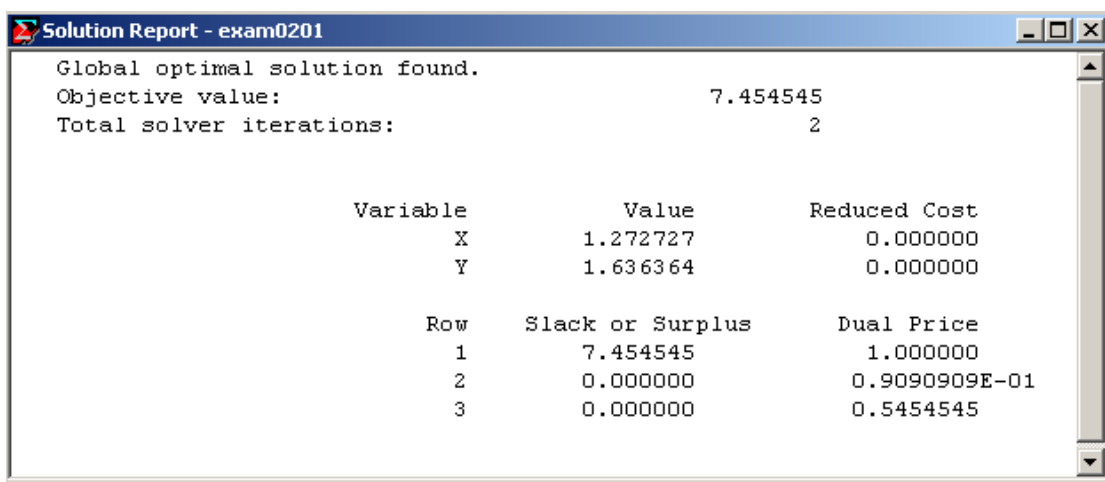 Solution Report - exam0201
Global optimal solution found.
Objective value: 7.454545
Total solver iterations: 2
Variable Value Reduced Cost
X 1.272727 0.000000
Y 1.636364 0.000000
Row Slack or Surplus Dual Price
1 7.454545 1.000000
2 0.000000 0.9090909E-01
3 0.000000 0.5454545